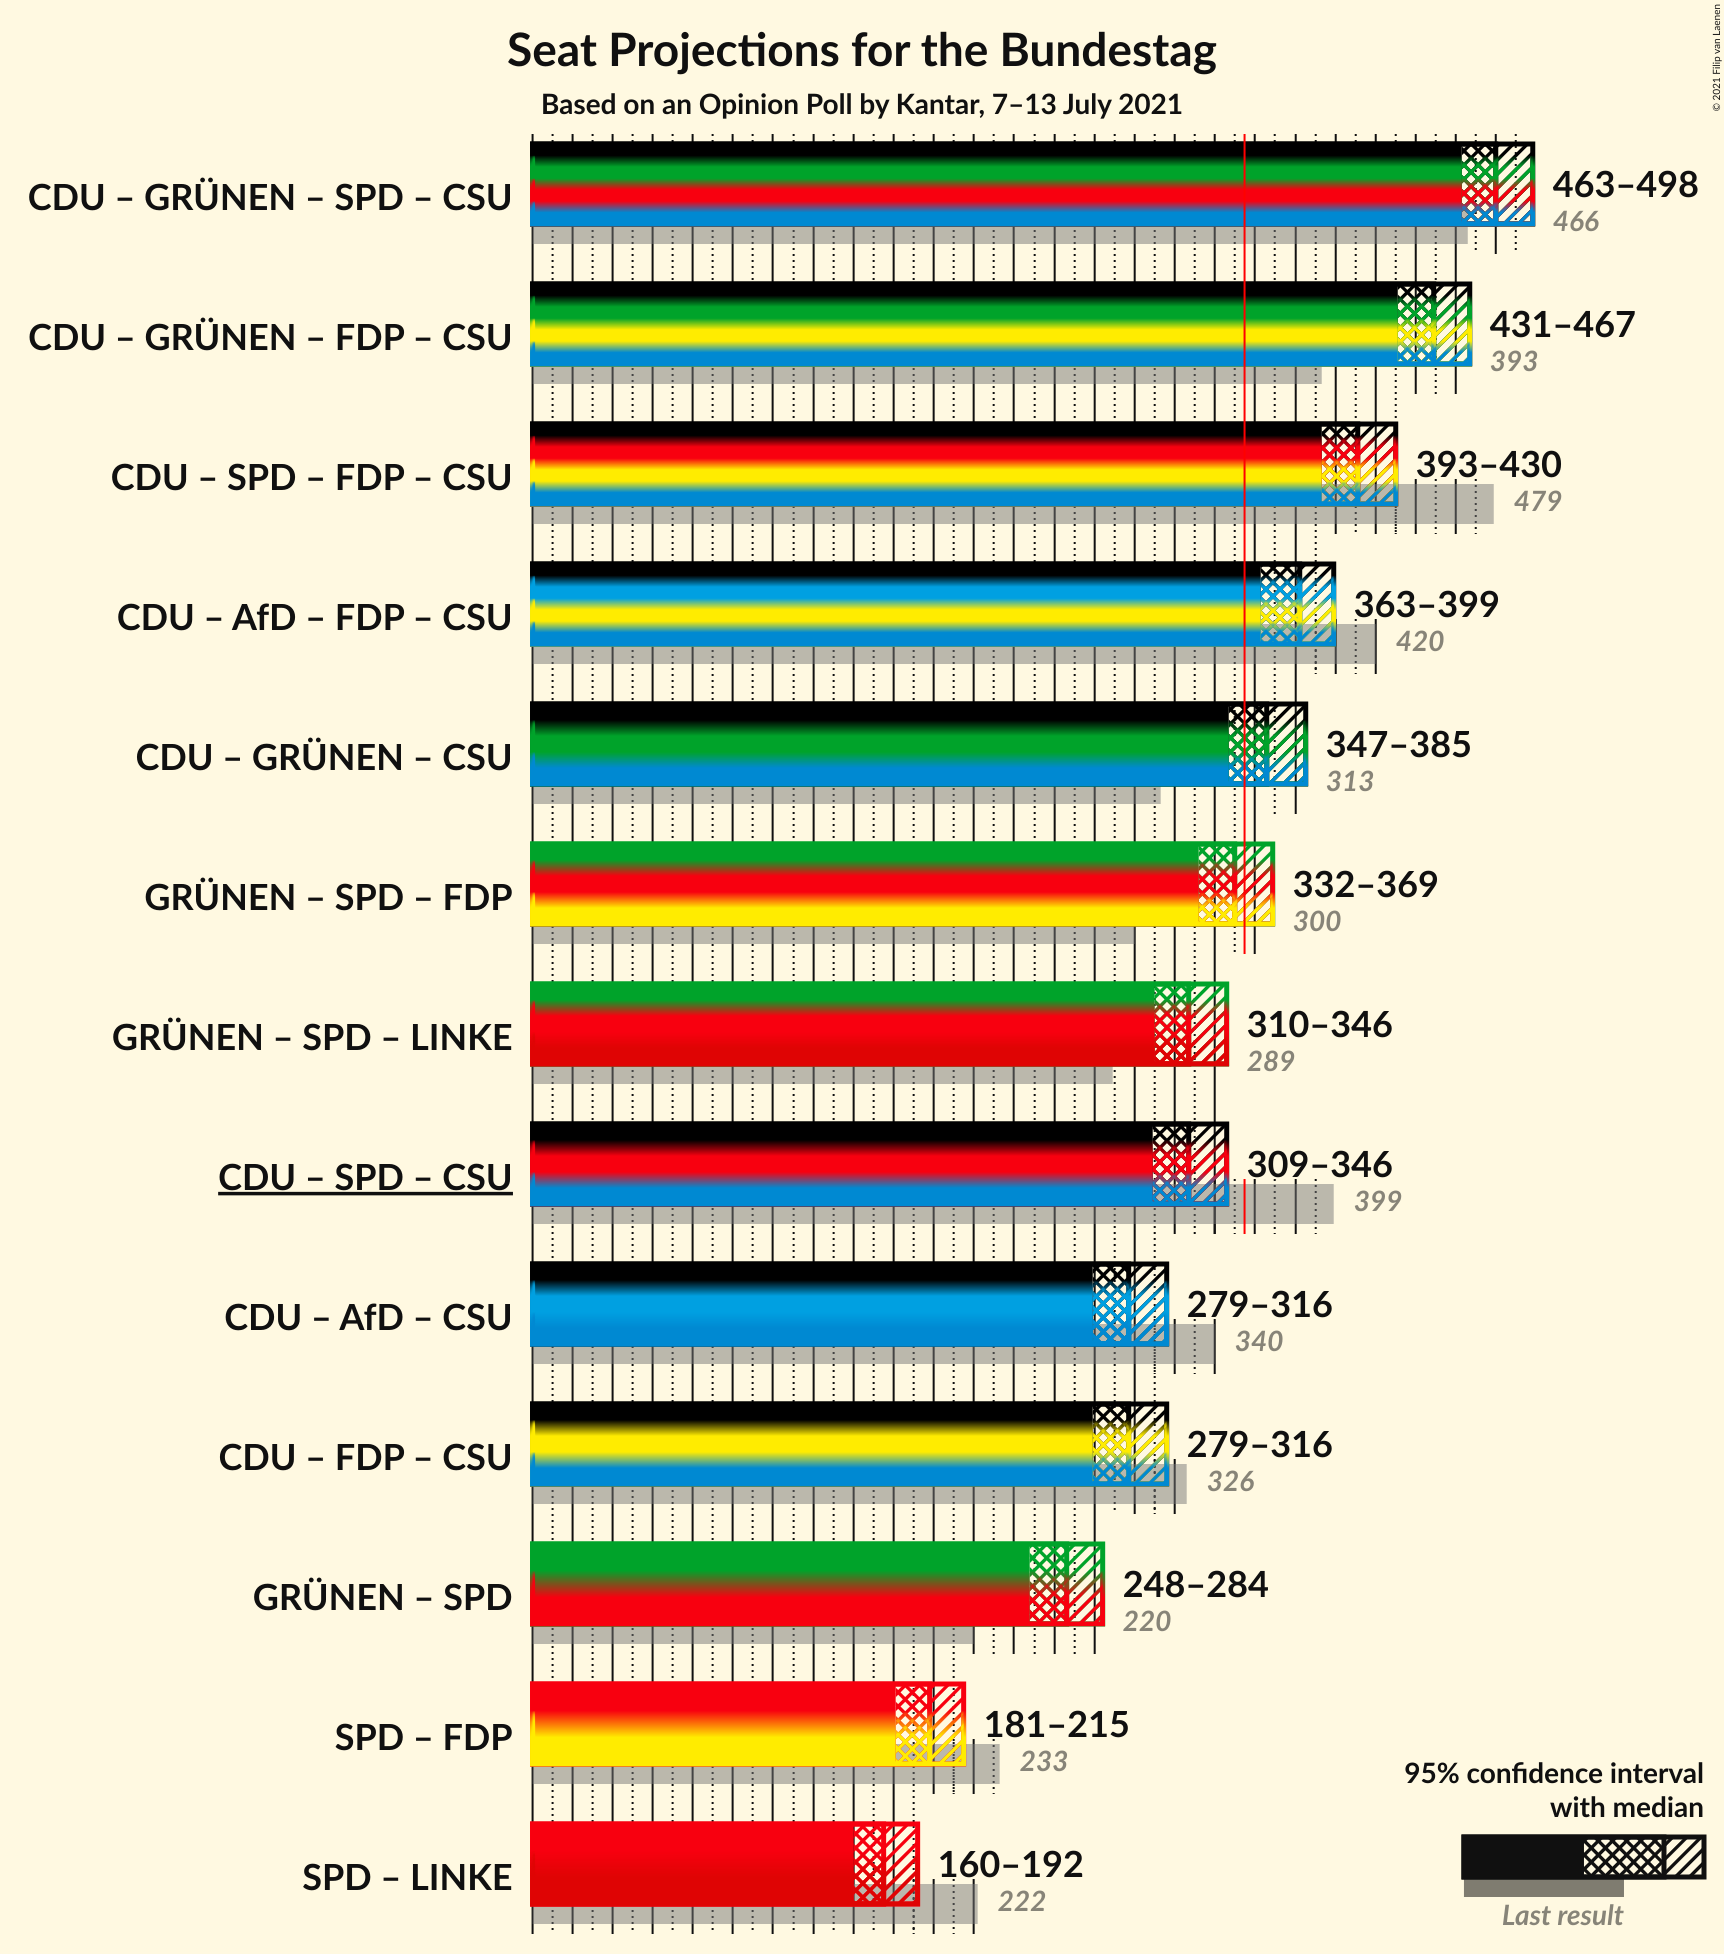 Seat Projections for the Bundestag
Based on an Opinion Poll by Kantar, 7–13 July 2021
© 2021 Filip van Laenen
CDU – GRÜNEN – SPD – CSU
463–498
466
CDU – GRÜNEN – FDP – CSU
431–467
393
CDU – SPD – FDP – CSU
393–430
479
CDU – AfD – FDP – CSU
363–399
420
CDU – GRÜNEN – CSU
347–385
313
GRÜNEN – SPD – FDP
332–369
300
GRÜNEN – SPD – LINKE
310–346
289
CDU – SPD – CSU
309–346
399
CDU – AfD – CSU
279–316
340
CDU – FDP – CSU
279–316
326
GRÜNEN – SPD
248–284
220
SPD – FDP
181–215
233
SPD – LINKE
160–192
222
95% confidence interval
with median
Last result